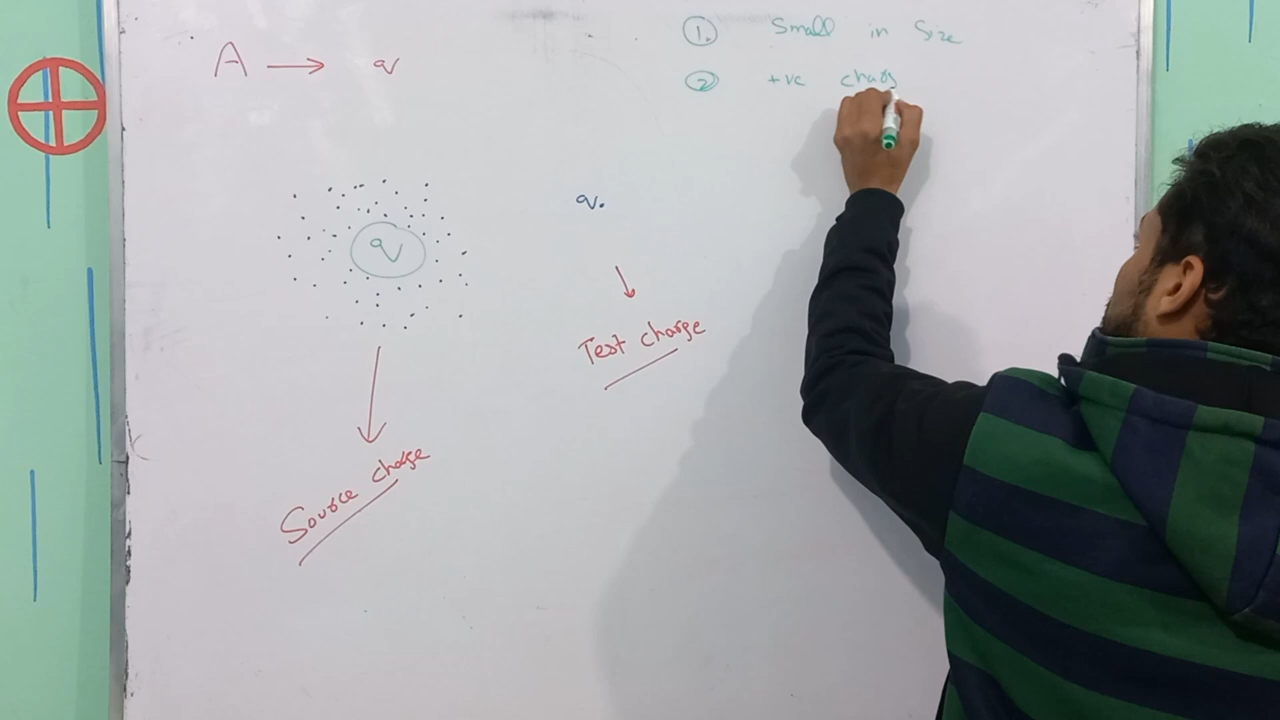 A → q
① Small in Size
② +ve charg
q
q.
Test charge
Source charge